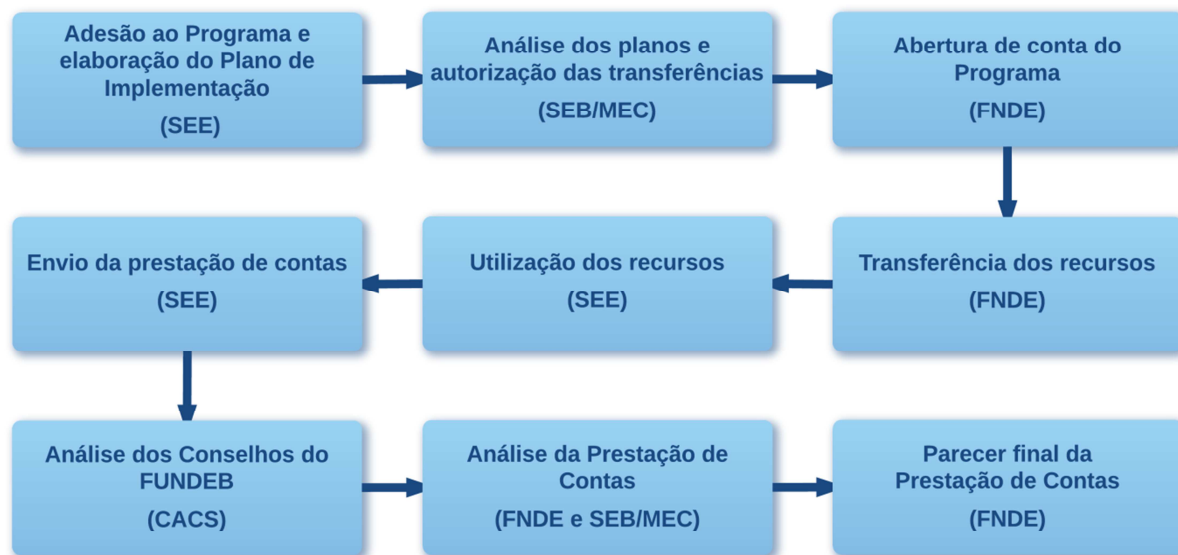 Adesão ao Programa e
elaboração do Plano de
Implementação
(SEE)
Análise dos planos e
autorização das transferências
(SEB/MEC)
Abertura de conta do
Programa
(FNDE)
Transferência dos recursos
(FNDE)
Utilização dos recursos
(SEE)
Envio da prestação de contas
(SEE)
Análise dos Conselhos do
FUNDEB
(CACS)
Análise da Prestação de
Contas
(FNDE e SEB/MEC)
Parecer final da
Prestação de Contas
(FNDE)